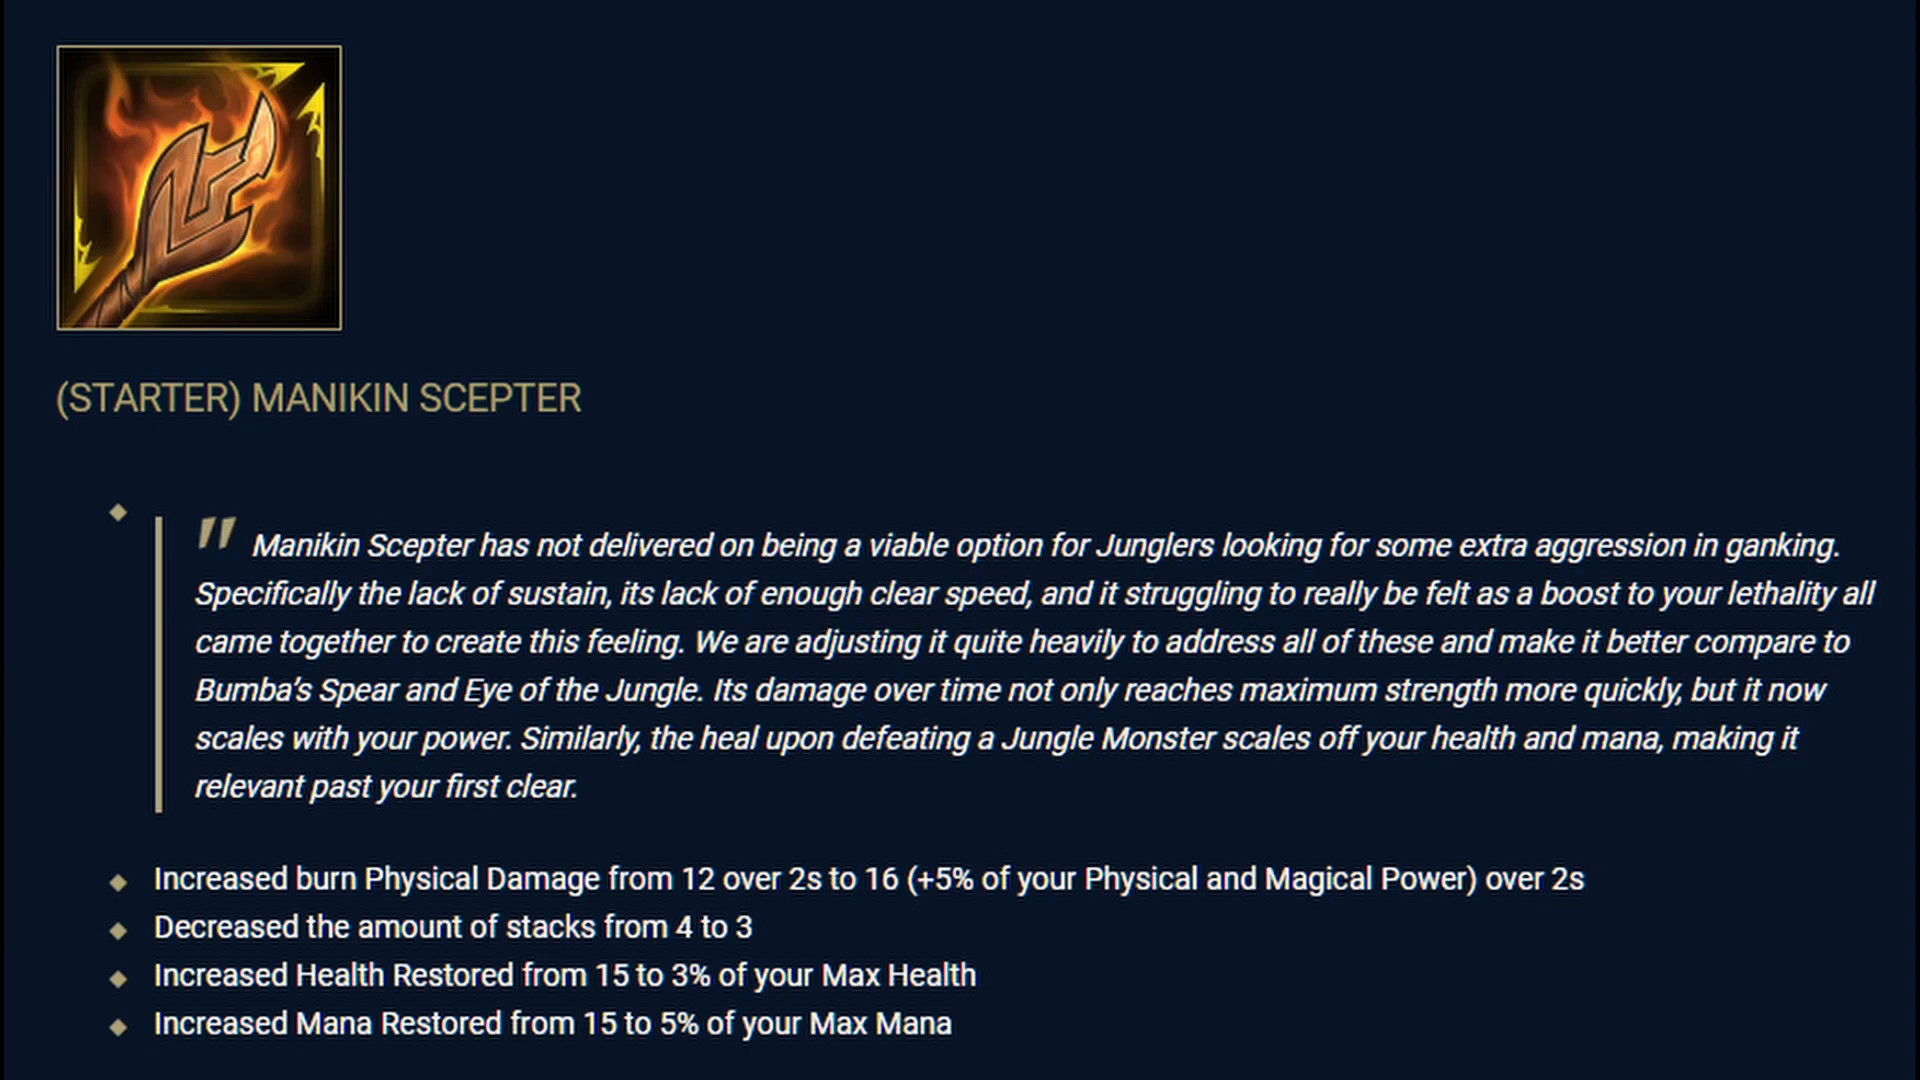 (STARTER) MANIKIN SCEPTER
" Manikin Scepter has not delivered on being a viable option for Junglers looking for some extra aggression in ganking.
Specifically the lack of sustain, its lack of enough clear speed, and it struggling to really be felt as a boost to your lethality all
came together to create this feeling. We are adjusting it quite heavily to address all of these and make it better compare to
Bumba’s Spear and Eye of the Jungle. Its damage over time not only reaches maximum strength more quickly, but it now
scales with your power. Similarly, the heal upon defeating a Jungle Monster scales off your health and mana, making it
relevant past your first clear.
Increased burn Physical Damage from 12 over 2s to 16 (+5% of your Physical and Magical Power) over 2s
Decreased the amount of stacks from 4 to 3
Increased Health Restored from 15 to 3% of your Max Health
Increased Mana Restored from 15 to 5% of your Max Mana